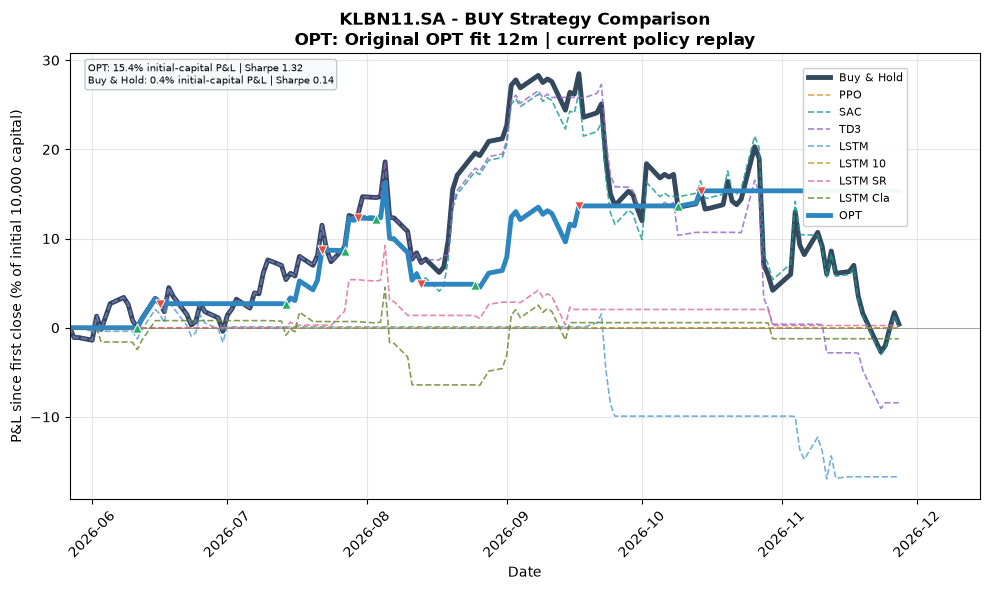 KLBN11.SA - BUY Strategy Comparison
OPT: Original OPT fit 12m | current policy replay
OPT: 15.4% initial-capital P&L | Sharpe 1.32
Buy & Hold: 0.4% initial-capital P&L | Sharpe 0.14
Buy & Hold
PPO
SAC
TD3
LSTM
LSTM 10
LSTM SR
LSTM Cla
OPT
P&L since first close (% of initial 10,000 capital)
30
20
10
0
−10
2026-06
2026-07
2026-08
2026-09
2026-10
2026-11
2026-12
Date